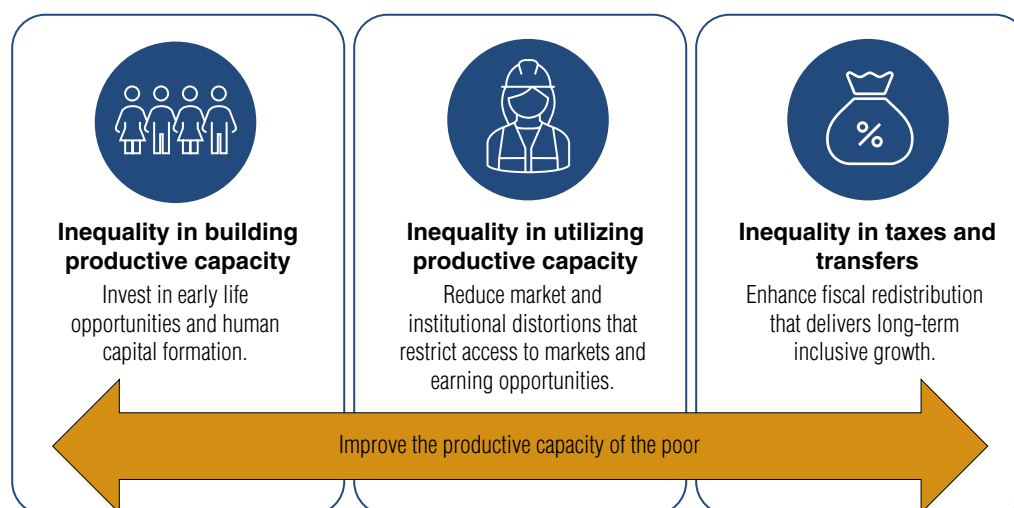 Inequality in building
productive capacity
Invest in early life
opportunities and human
capital formation.
Inequality in utilizing
productive capacity
Reduce market and
institutional distortions that
restrict access to markets and
earning opportunities.
%
Inequality in taxes and
transfers
Enhance fiscal redistribution
that delivers long-term
inclusive growth.
Improve the productive capacity of the poor